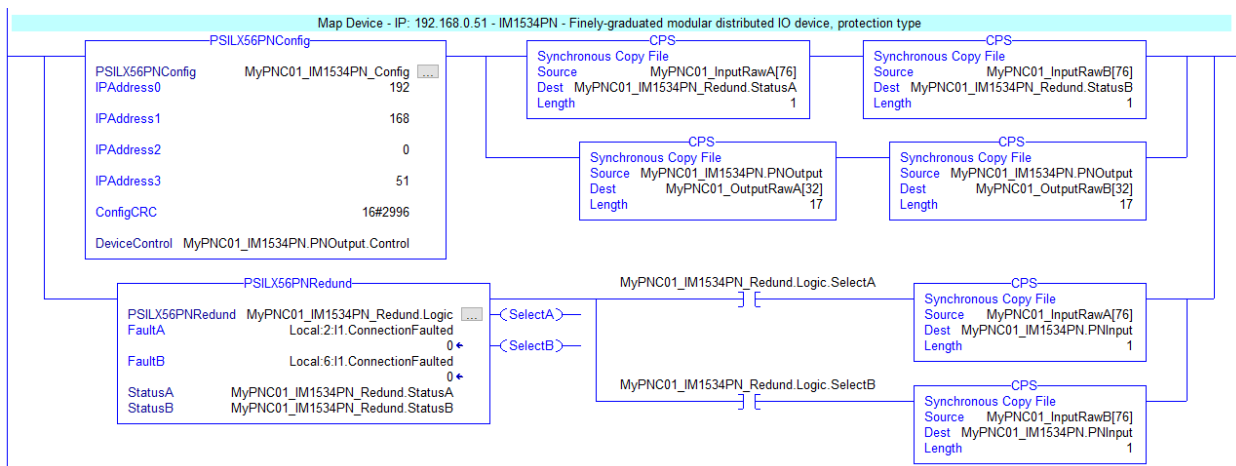 Map Device - IP: 192.168.0.51 - IM1534PN - Finely-graduated modular distributed IO device, protection type
PSILX56PNConfig
PSILX56PNConfig MyPNC01_IM1534PN_Config ...
IPAddress0 192
IPAddress1 168
IPAddress2 0
IPAddress3 51
ConfigCRC 16#2996
DeviceControl MyPNC01_IM1534PN.PNOutput.Control
CPS
Synchronous Copy File
Source MyPNC01_InputRawA[76]
Dest MyPNC01_IM1534PN_Redund.StatusA
Length 1
CPS
Synchronous Copy File
Source MyPNC01_InputRawB[76]
Dest MyPNC01_IM1534PN_Redund.StatusB
Length 1
CPS
Synchronous Copy File
Source MyPNC01_IM1534PN.PNOutput
Dest MyPNC01_OutputRawA[32]
Length 17
CPS
Synchronous Copy File
Source MyPNC01_IM1534PN.PNOutput
Dest MyPNC01_OutputRawB[32]
Length 17
PSILX56PNRedund
PSILX56PNRedund MyPNC01_IM1534PN_Redund.Logic ...
FaultA Local:2:I1.ConnectionFaulted
0
FaultB Local:6:I1.ConnectionFaulted
0
StatusA MyPNC01_IM1534PN_Redund.StatusA
StatusB MyPNC01_IM1534PN_Redund.StatusB
SelectA
SelectB
MyPNC01_IM1534PN_Redund.Logic.SelectA
CPS
Synchronous Copy File
Source MyPNC01_InputRawA[76]
Dest MyPNC01_IM1534PN.PNInput
Length 1
MyPNC01_IM1534PN_Redund.Logic.SelectB
CPS
Synchronous Copy File
Source MyPNC01_InputRawB[76]
Dest MyPNC01_IM1534PN.PNInput
Length 1